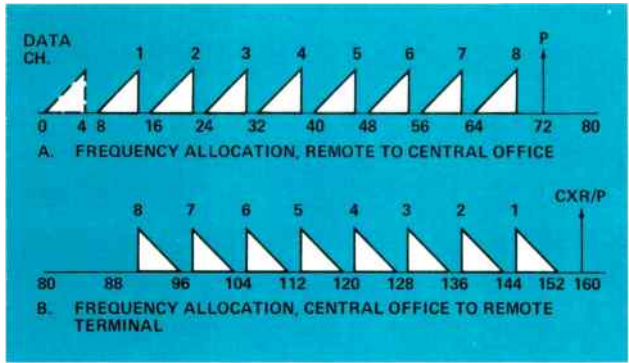 DATA
CH.
1 2 3 4 5 6 7 8 P
0 4 8 16 24 32 40 48 56 64 72 80
A. FREQUENCY ALLOCATION, REMOTE TO CENTRAL OFFICE
CXR/P
8 7 6 5 4 3 2 1
80 88 96 104 112 120 128 136 144 152 160
B. FREQUENCY ALLOCATION, CENTRAL OFFICE TO REMOTE
TERMINAL